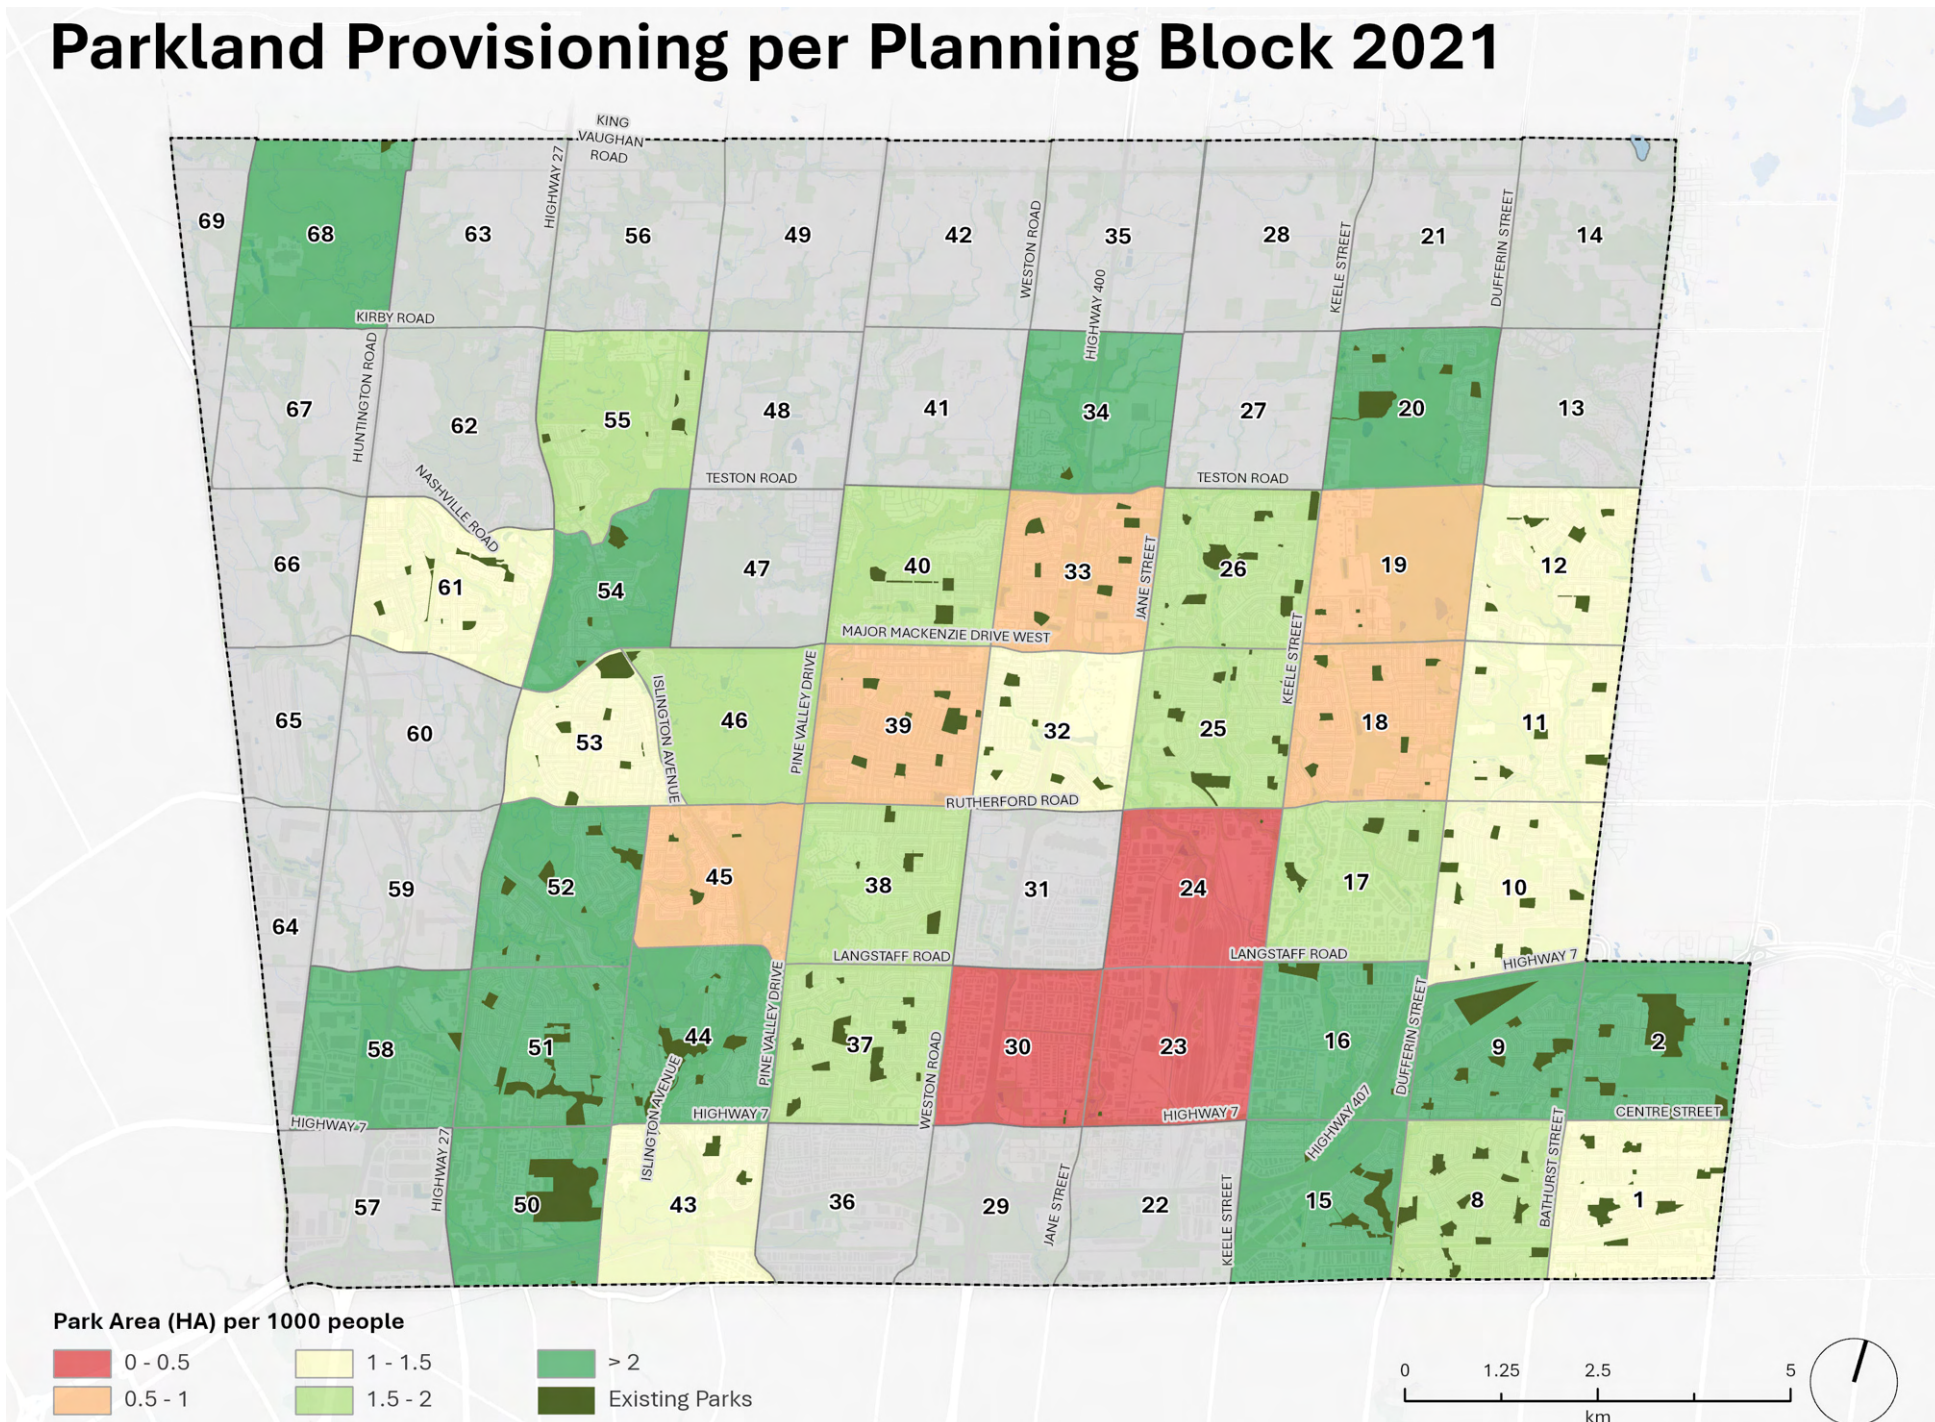 Parkland Provisioning per Planning Block 2021
KING
VAUGHAN
ROAD
HIGHWAY 27
WESTON ROAD
HIGHWAY 400
KEELE STREET
DUFFERIN STREET
69
68
63
56
49
42
35
28
21
14
KIRBY ROAD
HUNTINGTON ROAD
67
62
55
48
41
34
27
20
13
NASHVILLE ROAD
TESTON ROAD
TESTON ROAD
66
61
54
47
40
33
JANE STREET
26
19
12
MAJOR MACKENZIE DRIVE WEST
KEELE STREET
65
60
53
ISLINGTON AVENUE
46
PINE VALLEY DRIVE
39
32
25
18
11
RUTHERFORD ROAD
64
59
52
45
38
31
24
17
10
LANGSTAFF ROAD
LANGSTAFF ROAD
HIGHWAY 7
58
51
44
ISLINGTON AVENUE
PINE VALLEY DRIVE
37
WESTON ROAD
30
23
16
DUFFERIN STREET
9
2
HIGHWAY 7
HIGHWAY 7
HIGHWAY 7
HIGHWAY 407
CENTRE STREET
57
HIGHWAY 27
50
43
36
29
JANE STREET
22
KEELE STREET
15
8
BATHURST STREET
1
Park Area (HA) per 1000 people
0 - 0.5
1 - 1.5
> 2
0.5 - 1
1.5 - 2
Existing Parks
0 1.25 2.5 5
km